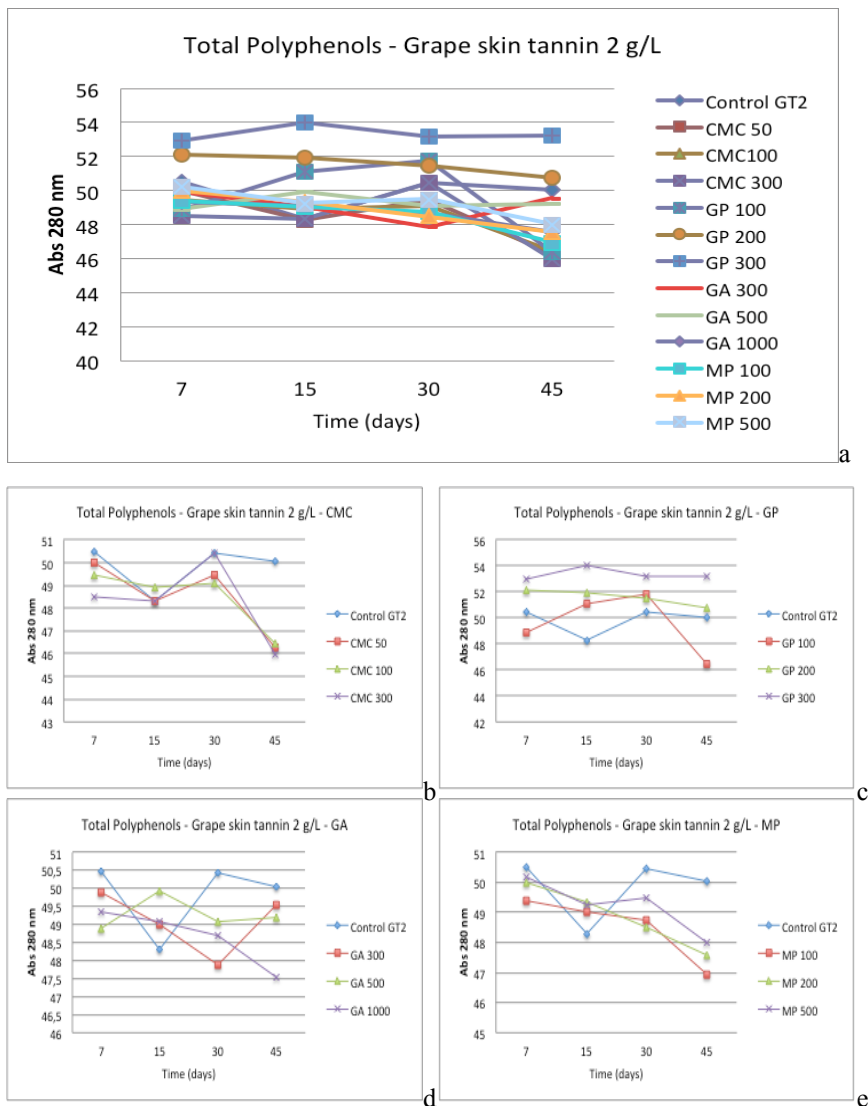 Total Polyphenols - Grape skin tannin 2 g/L
Abs 280 nm
56
54
52
50
48
46
44
42
40
7 15 30 45
Time (days)
Control GT2
CMC 50
CMC100
CMC 300
GP 100
GP 200
GP 300
GA 300
GA 500
GA 1000
MP 100
MP 200
MP 500
a
Total Polyphenols - Grape skin tannin 2 g/L - CMC
Abs 280 nm
51
50
49
48
47
46
45
44
43
7 15 30 45
Time (days)
Control GT2
CMC 50
CMC 100
CMC 300
b
Total Polyphenols - Grape skin tannin 2 g/L - GP
Abs 280 nm
56
54
52
50
48
46
44
42
7 15 30 45
Time (days)
Control GT2
GP 100
GP 200
GP 300
c
Total Polyphenols - Grape skin tannin 2 g/L - GA
Abs 280 nm
51
50,5
50
49,5
49
48,5
48
47,5
47
46,5
46
7 15 30 45
Time (days)
Control GT2
GA 300
GA 500
GA 1000
d
Total Polyphenols - Grape skin tannin 2 g/L - MP
Abs 280 nm
51
50
49
48
47
46
45
7 15 30 45
Time (days)
Control GT2
MP 100
MP 200
MP 500
e